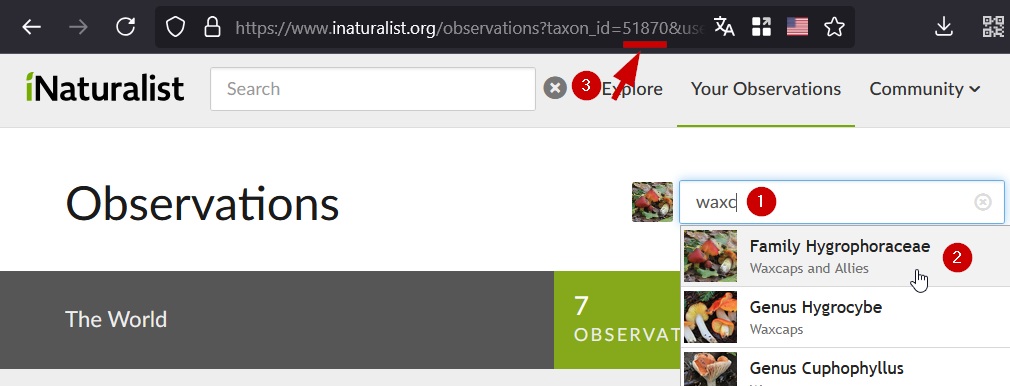 https://www.inaturalist.org/observations?taxon_id=51870&use
iNaturalist
Search
3
Explore
Your Observations
Community
Observations
waxc
1
Family Hygrophoraceae
Waxcaps and Allies
2
The World
7
OBSERVAT
Genus Hygrocybe
Waxcaps
Genus Cuphophyllus